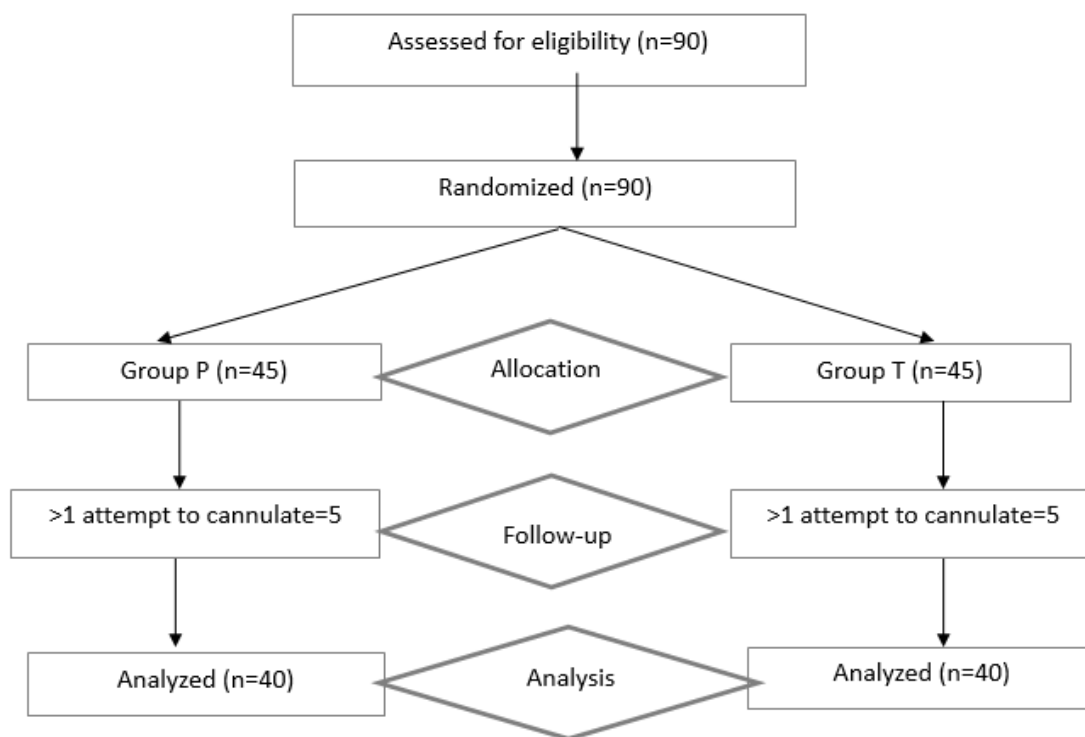 Assessed for eligibility (n=90)
Randomized (n=90)
Group P (n=45)
Allocation
Group T (n=45)
>1 attempt to cannulate=5
Follow-up
>1 attempt to cannulate=5
Analyzed (n=40)
Analysis
Analyzed (n=40)